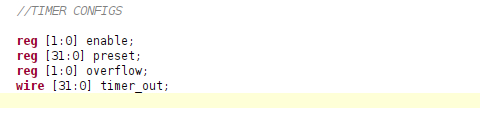 //TIMER CONFIGS
reg [1:0] enable;
reg [31:0] preset;
reg [1:0] overflow;
wire [31:0] timer_out;